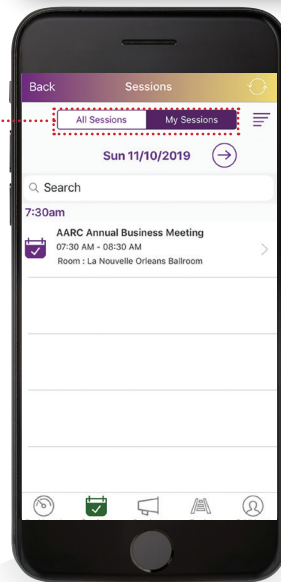 Back Sessions
All Sessions My Sessions
Sun 11/10/2019
Search
7:30am
AARC Annual Business Meeting
07:30 AM - 08:30 AM
Room : La Nouvelle Orleans Ballroom